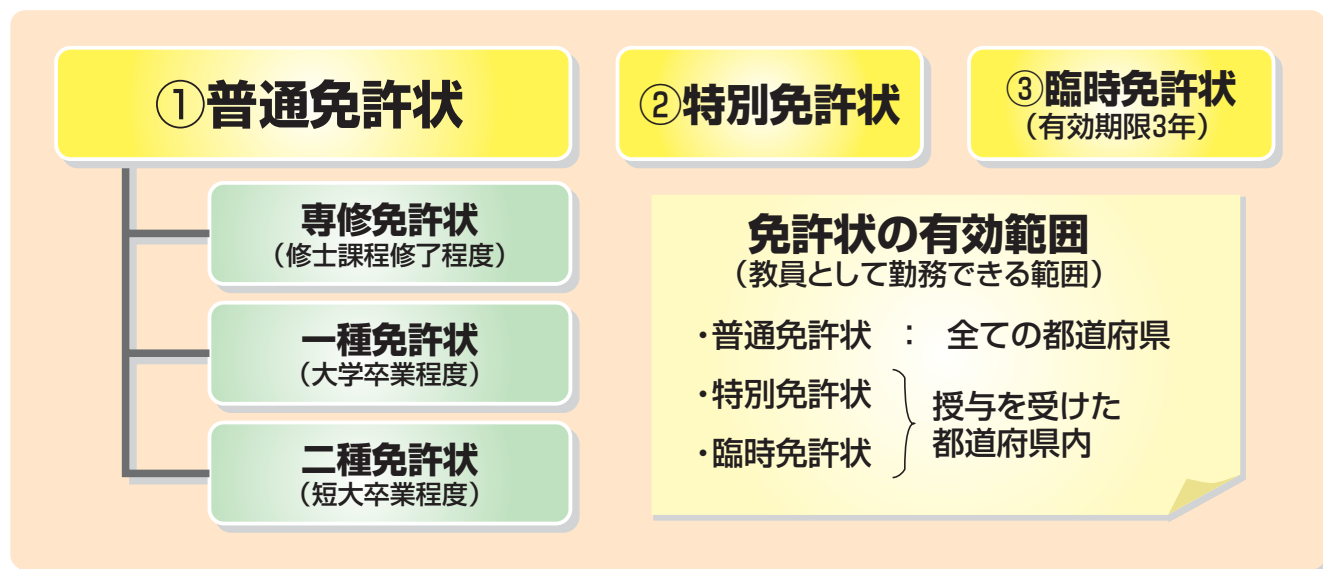 ①普通免許状
②特別免許状
③臨時免許状
（有効期限3年）
専修免許状
（修士課程修了程度）
一種免許状
（大学卒業程度）
二種免許状
（短大卒業程度）
免許状の有効範囲
（教員として勤務できる範囲）
・普通免許状 ： 全ての都道府県
・特別免許状
・臨時免許状
授与を受けた
都道府県内